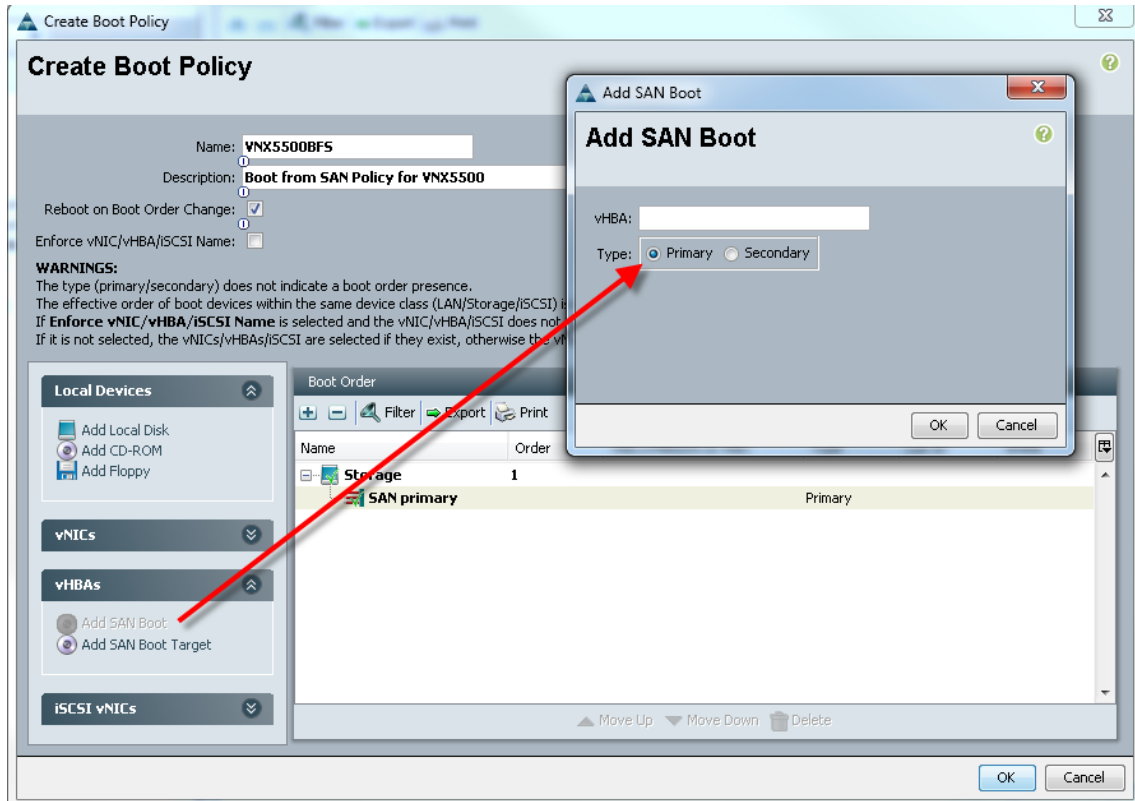 Create Boot Policy
Create Boot Policy
Name: VNX5500BFS
Description: Boot from SAN Policy for VNX5500
Reboot on Boot Order Change:
Enforce vNIC/vHBA/iSCSI Name:
WARNINGS:
The type (primary/secondary) does not indicate a boot order presence.
The effective order of boot devices within the same device class (LAN/Storage/iSCSI)
If Enforce vNIC/vHBA/iSCSI Name is selected and the vNIC/vHBA/iSCSI does not
If it is not selected, the vNICs/vHBAs/iSCSI are selected if they exist, otherwise the
Add SAN Boot
Add SAN Boot
vHBA:
Type: Primary Secondary
OK Cancel
Local Devices
Add Local Disk
Add CD-ROM
Add Floppy
vNICs
vHBAs
Add SAN Boot
Add SAN Boot Target
iSCSI vNICs
Boot Order
Filter Export Print
Name Order
Storage 1
SAN primary Primary
Move Up Move Down Delete
OK Cancel